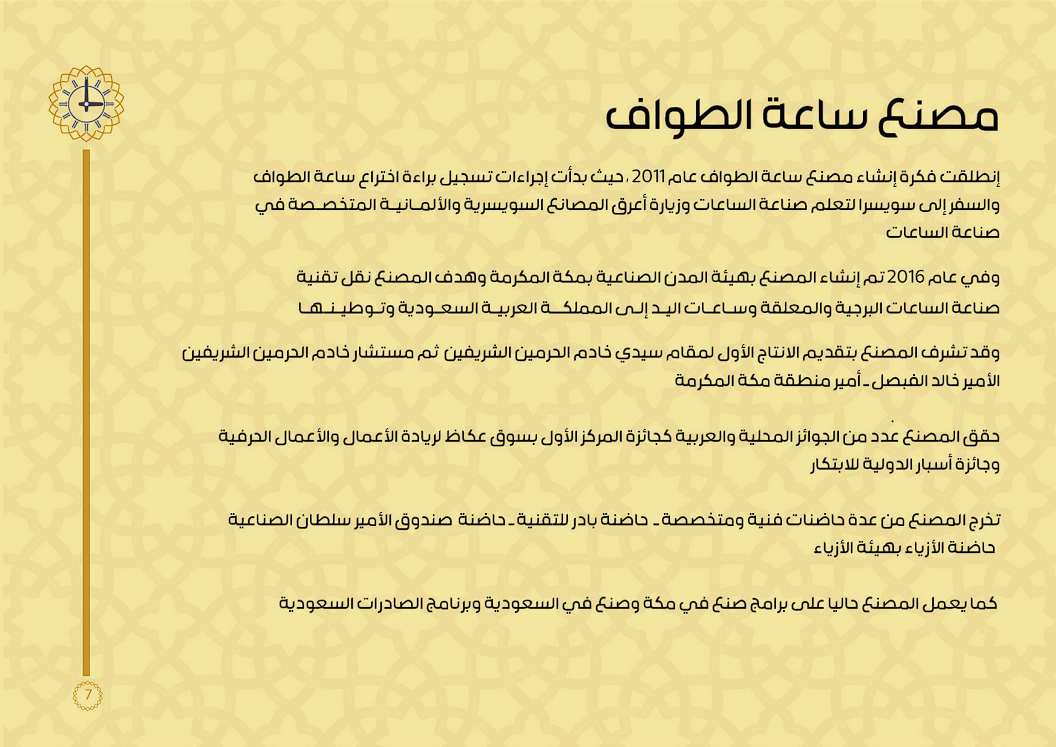 مصنع ساعة الطواف
إنطلقت فكرة إنشاء مصنع ساعة الطواف عام 2011 ، حيث بدأت إجراءات تسجيل براءة اختراع ساعة الطواف
والسفر إلى سويسرا لتعلم صناعة الساعات وزيارة أعرق المصانع السويسرية والألمـانيـة المتخصـصة في
صناعة الساعات
وفي عام 2016 تم إنشاء المصنع بهيئة المدن الصناعية بمكة المكرمة وهدف المصنع نقل تقنية
صناعة الساعات البرجية والمعلقة وسـاعـات اليـد إلـى المملكـــة العربيـة السعـودية وتـوطيـنـهـا
وقد تشرف المصنع بتقديم الانتاج الأول لمقام سيدي خادم الحرمين الشريفين ثم مستشار خادم الحرمين الشريفين
الأمير خالد الفبصل ـ أمير منطقة مكة المكرمة
حقق المصنع عدد من الجوائز المحلية والعربية كجائزة المركز الأول بسوق عكاظ لريادة الأعمال والأعمال الحرفية
وجائزة أسبار الدولية للابتكار
تخرج المصنع من عدة حاضنات فنية ومتخصصة ـ حاضنة بادر للتقنية ـ حاضنة صندوق الأمير سلطان الصناعية
حاضنة الأزياء بهيئة الأزياء
كما يعمل المصنع حاليا على برامج صنع في مكة وصنع في السعودية وبرنامج الصادرات السعودية
7